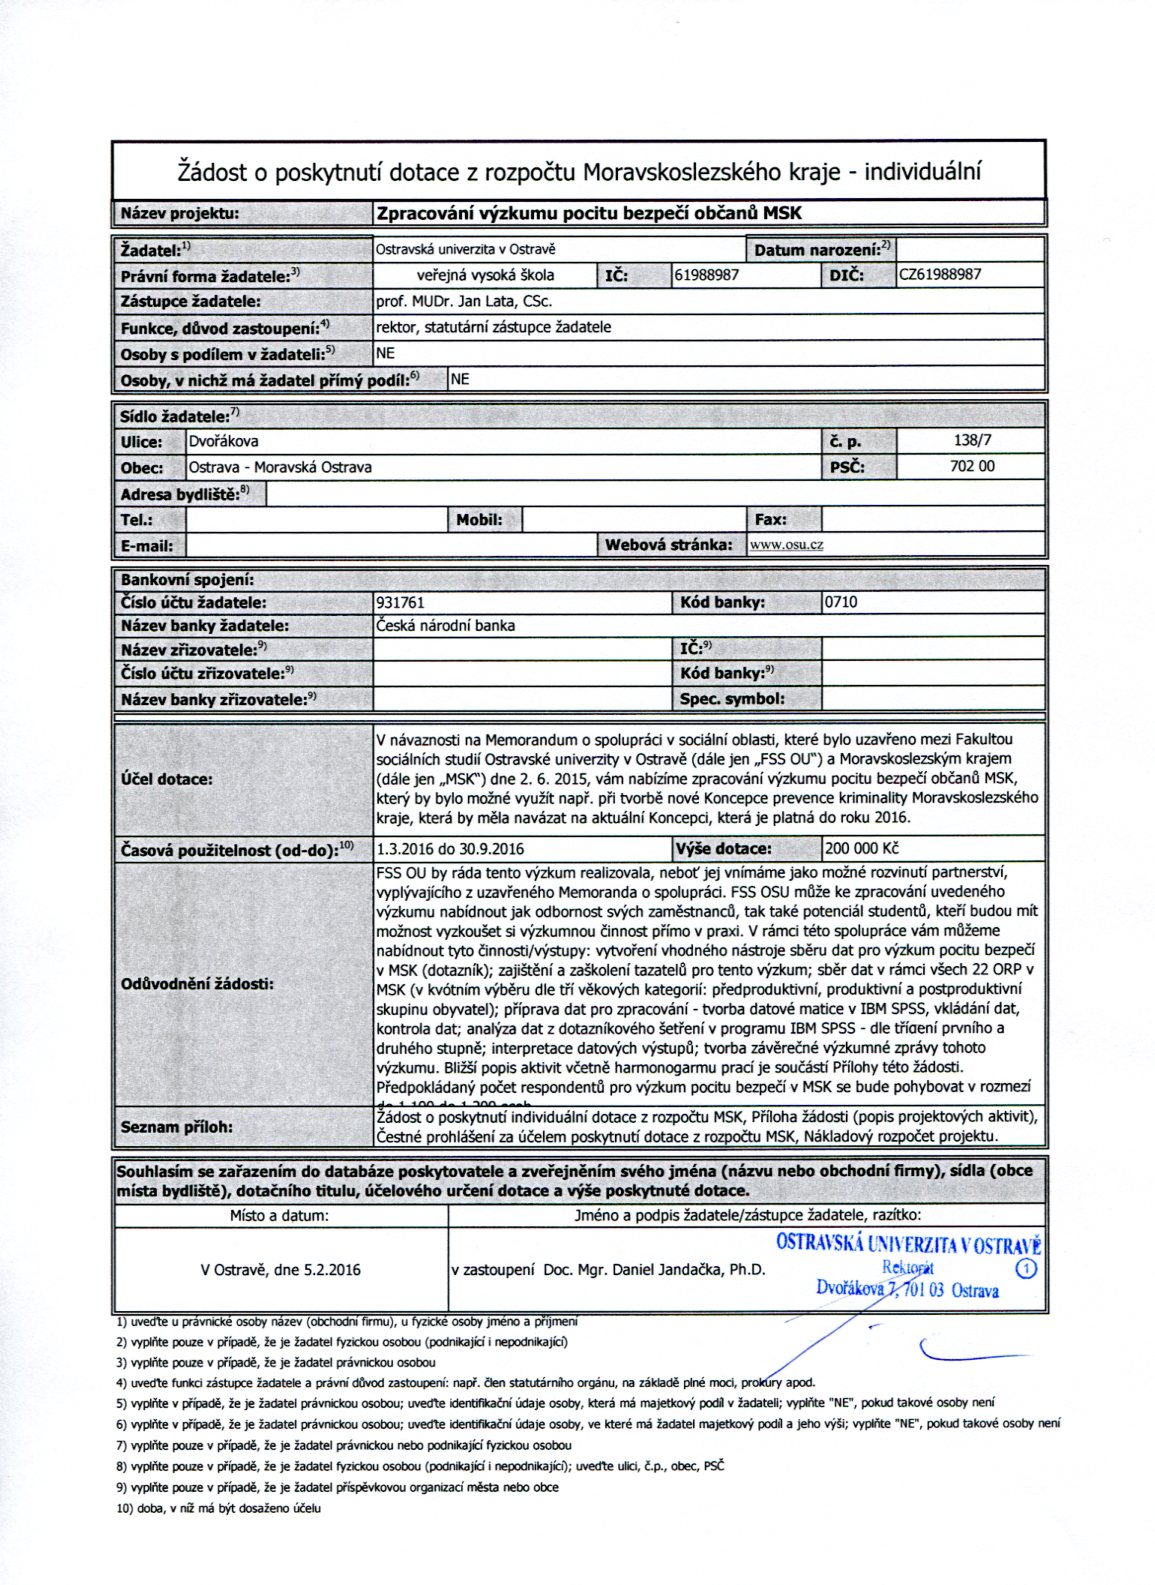 Žádost o poskytnutí dotace z rozpočtu Moravskoslezského kraje - individuální
Název projektu: Zpracování výzkumu pocitu bezpečí občanů MSK
Žadatel:1) Ostravská univerzita v Ostravě Datum narození:2)
Právní forma žadatele:3) veřejná vysoká škola IČ: 61988987 DIČ: CZ61988987
Zástupce žadatele: prof. MUDr. Jan Lata, CSc.
Funkce, důvod zastoupení:4) rektor, statutární zástupce žadatele
Osoby s podílem v žadateli:5) NE
Osoby, v nichž má žadatel přímý podíl:6) NE
Sídlo žadatele:7)
Ulice: Dvořákova č. p. 138/7
Obec: Ostrava - Moravská Ostrava PSČ: 702 00
Adresa bydliště:8)
Tel.: Mobil: Fax:
E-mail: Webová stránka: www.osu.cz
Bankovní spojení:
Číslo účtu žadatele: 931761 Kód banky: 0710
Název banky žadatele: Česká národní banka
Název zřizovatele:9) IČ:9)
Číslo účtu zřizovatele:9) Kód banky:9)
Název banky zřizovatele:9) Spec. symbol:
Účel dotace:
V návaznosti na Memorandum o spolupráci v sociální oblasti, které bylo uzavřeno mezi Fakultou
sociálních studií Ostravské univerzity v Ostravě (dále jen „FSS OU“) a Moravskoslezským krajem
(dále jen „MSK“) dne 2. 6. 2015, vám nabízíme zpracování výzkumu pocitu bezpečí občanů MSK,
který by bylo možné využít např. při tvorbě nové Koncepce prevence kriminality Moravskoslezského
kraje, která by měla navázat na aktuální Koncepci, která je platná do roku 2016.
Časová použitelnost (od-do):10) 1.3.2016 do 30.9.2016 Výše dotace: 200 000 Kč
Odůvodnění žádosti:
FSS OU by ráda tento výzkum realizovala, neboť jej vnímáme jako možné rozvinutí partnerství,
vyplývajícího z uzavřeného Memoranda o spolupráci. FSS OSU může ke zpracování uvedeného
výzkumu nabídnout jak odbornost svých zaměstnanců, tak také potenciál studentů, kteří budou mít
možnost vyzkoušet si výzkumnou činnost přímo v praxi. V rámci této spolupráce vám můžeme
nabídnout tyto činnosti/výstupy: vytvoření vhodného nástroje sběru dat pro výzkum pocitu bezpečí
v MSK (dotazník); zajištění a zaškolení tazatelů pro tento výzkum; sběr dat v rámci všech 22 ORP v
MSK (v kvótním výběru dle tří věkových kategorií: předproduktivní, produktivní a postproduktivní
skupinu obyvatel); příprava dat pro zpracování - tvorba datové matice v IBM SPSS, vkládání dat,
kontrola dat; analýza dat z dotazníkového šetření v programu IBM SPSS - dle třídění prvního a
druhého stupně; interpretace datových výstupů; tvorba závěrečné výzkumné zprávy tohoto
výzkumu. Bližší popis aktivit včetně harmonogarmu prací je součástí Přílohy této žádosti.
Předpokládaný počet respondentů pro výzkum pocitu bezpečí v MSK se bude pohybovat v rozmezí
Seznam příloh:
Žádost o poskytnutí individuální dotace z rozpočtu MSK, Příloha žádosti (popis projektových aktivit),
Čestné prohlášení za účelem poskytnutí dotace z rozpočtu MSK, Nákladový rozpočet projektu.
Souhlasím se zařazením do databáze poskytovatele a zveřejněním svého jména (názvu nebo obchodní firmy), sídla (obce
místa bydliště), dotačního titulu, účelového určení dotace a výše poskytnuté dotace.
Místo a datum: Jméno a podpis žadatele/zástupce žadatele, razítko:
OSTRAVSKÁ UNIVERZITA V OSTRAVĚ
Rektorát 1
Dvořákova 7, 701 03 Ostrava
V Ostravě, dne 5.2.2016 v zastoupení Doc. Mgr. Daniel Jandačka, Ph.D.
1) uveďte u právnické osoby název (obchodní firmu), u fyzické osoby jméno a příjmení
2) vyplňte pouze v případě, že je žadatel fyzickou osobou (podnikající i nepodnikající)
3) vyplňte pouze v případě, že je žadatel právnickou osobou
4) uveďte funkci zástupce žadatele a právní důvod zastoupení: např. člen statutárního orgánu, na základě plné moci, prokury apod.
5) vyplňte v případě, že je žadatel právnickou osobou; uveďte identifikační údaje osoby, která má majetkový podíl v žadateli; vyplňte "NE", pokud takové osoby není
6) vyplňte v případě, že je žadatel právnickou osobou; uveďte identifikační údaje osoby, ve které má žadatel majetkový podíl a jeho výši; vyplňte "NE", pokud takové osoby není
7) vyplňte pouze v případě, že je žadatel právnickou nebo podnikající fyzickou osobou
8) vyplňte pouze v případě, že je žadatel fyzickou osobou (podnikající i nepodnikající); uveďte ulici, č.p., obec, PSČ
9) vyplňte pouze v případě, že je žadatel příspěvkovou organizací města nebo obce
10) doba, v níž má být dosaženo účelu